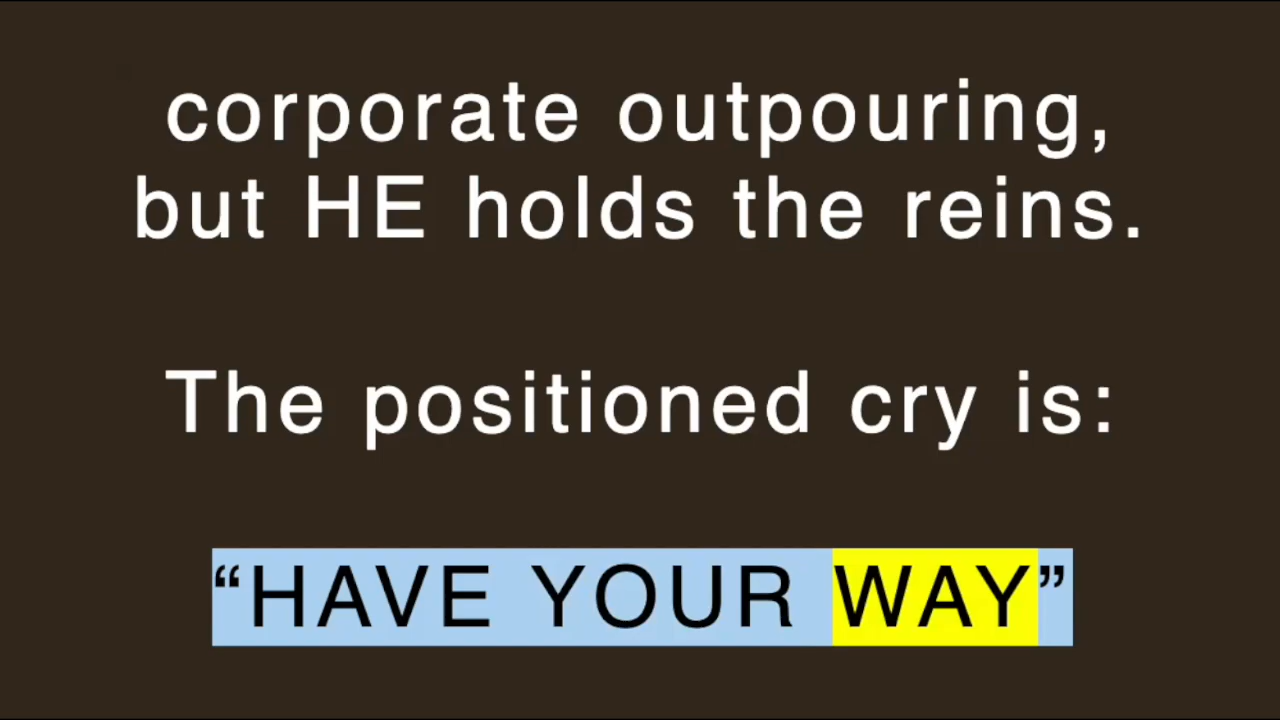 corporate outpouring,
but HE holds the reins.
The positioned cry is:
“HAVE YOUR WAY”